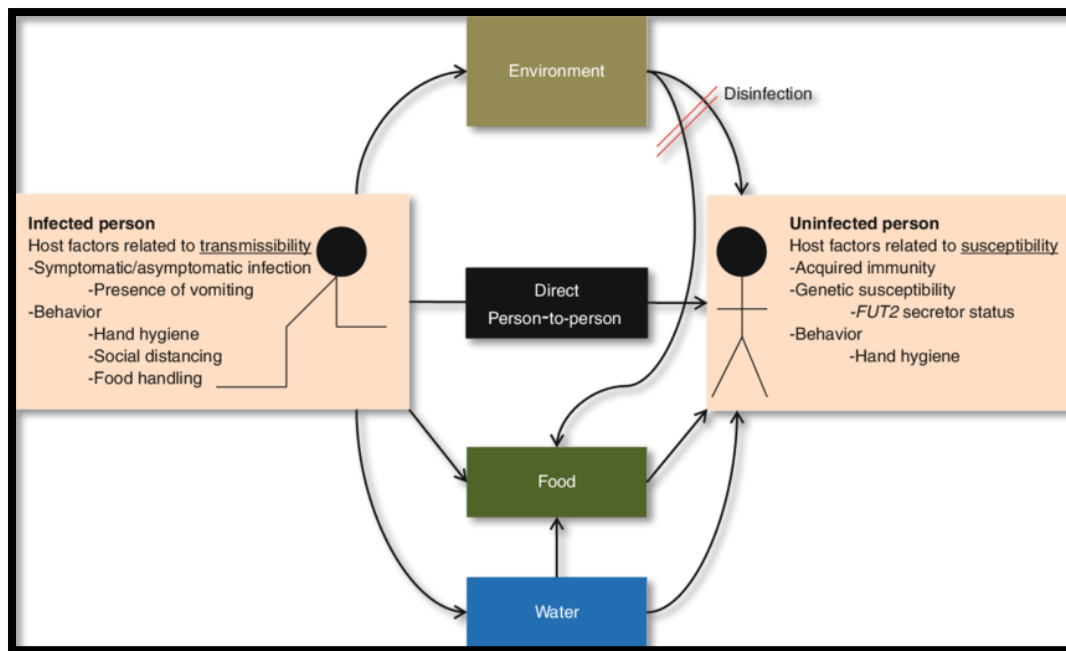 Environment
Disinfection
Infected person
Host factors related to transmissibility
-Symptomatic/asymptomatic infection
-Presence of vomiting
-Behavior
-Hand hygiene
-Social distancing
-Food handling
Direct
Person-to-person
Uninfected person
Host factors related to susceptibility
-Acquired immunity
-Genetic susceptibility
-FUT2 secretor status
-Behavior
-Hand hygiene
Food
Water